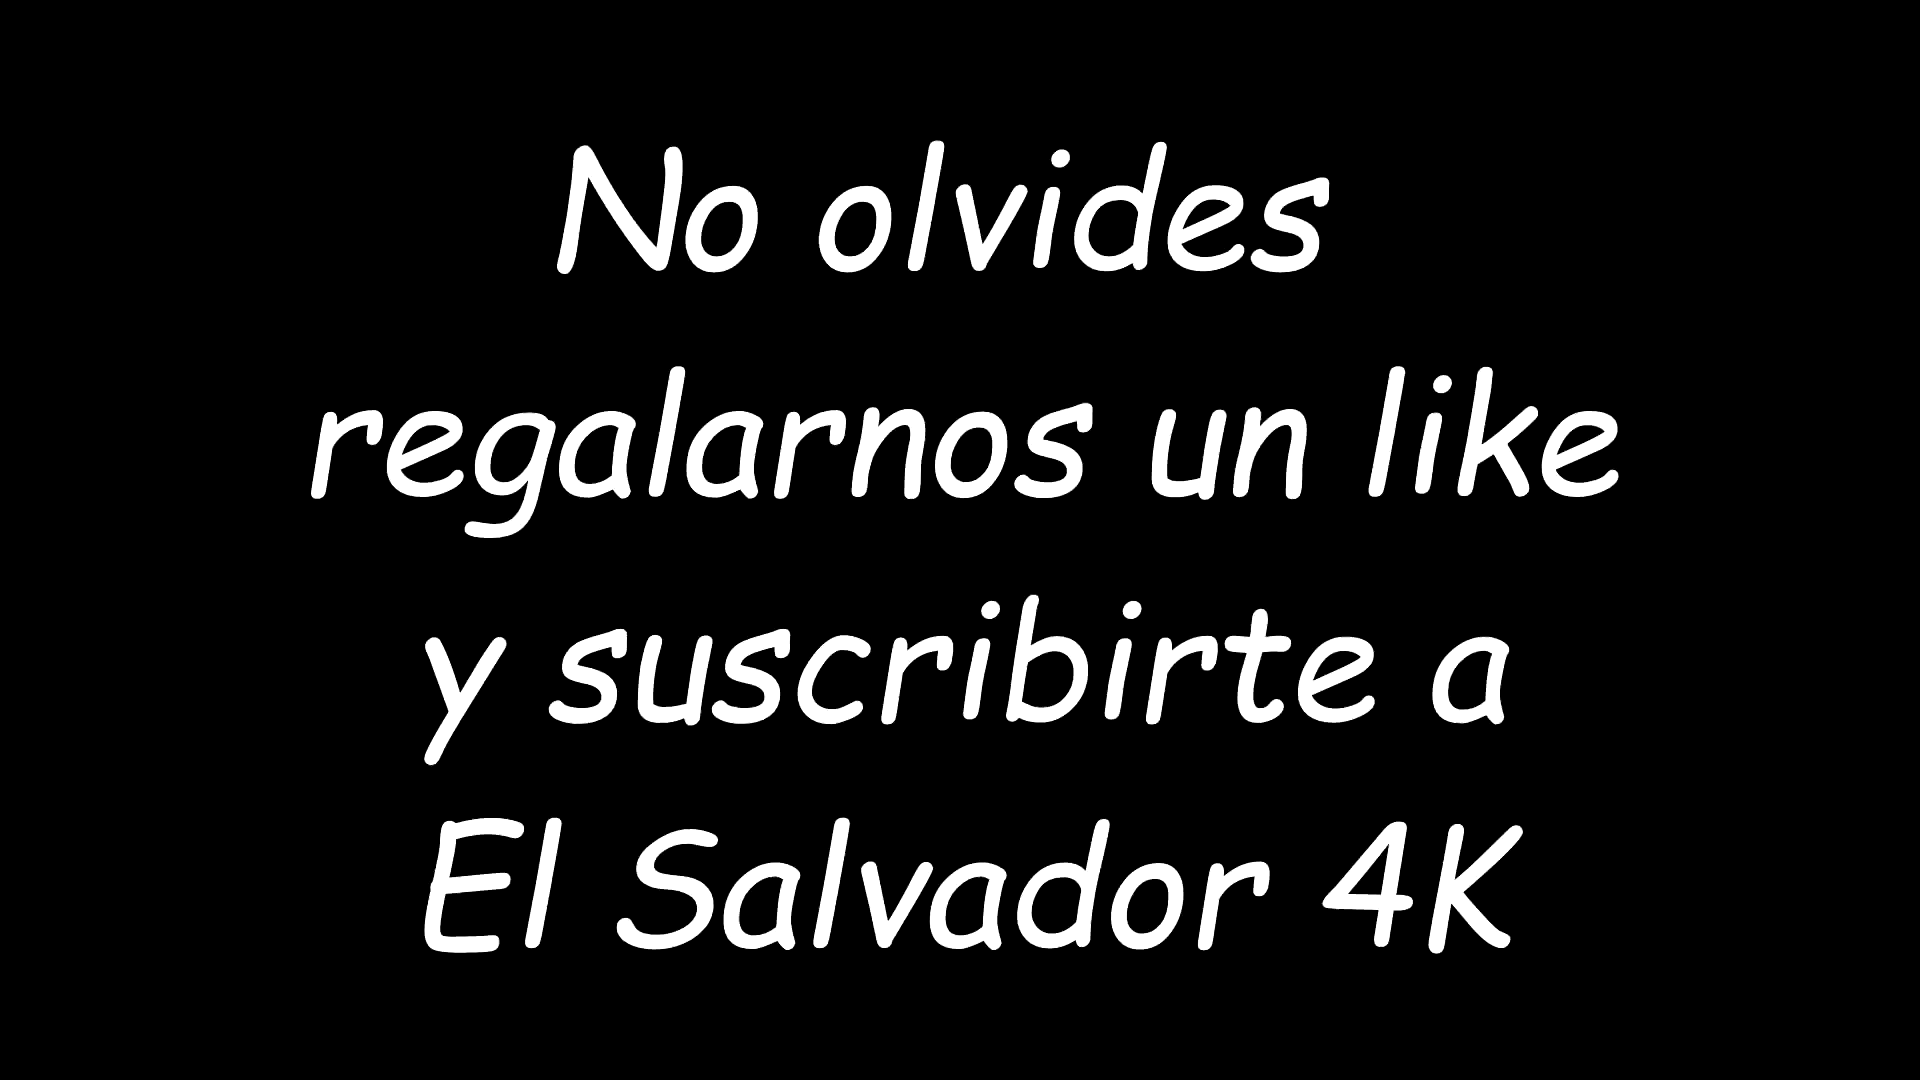 No olvides
regalarnos un like
y suscribirte a
El Salvador 4K